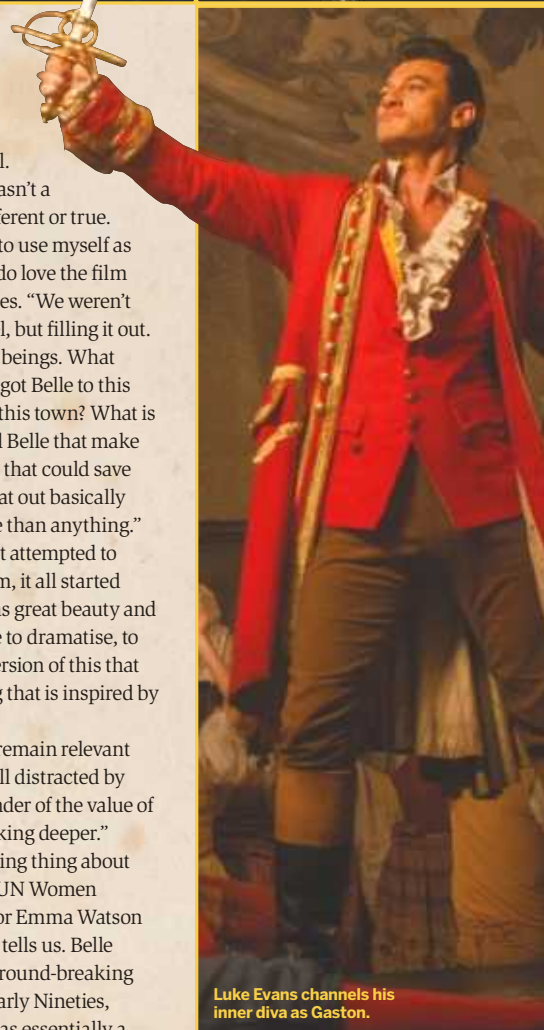 l.
asn't a
ferent or true.
to use myself as
do love the film
es. “We weren't
l, but filling it out.
beings. What
got Belle to this
this town? What is
l Belle that make
that could save
at out basically
e than anything.”
t attempted to
m, it all started
as great beauty and
e to dramatise, to
ersion of this that
g that is inspired by
remain relevant
ll distracted by
nder of the value of
king deeper.”
ing thing about
UN Women
or Emma Watson
tells us. Belle
round-breaking
arly Nineties,
as essentially a
Luke Evans channels his
inner diva as Gaston.